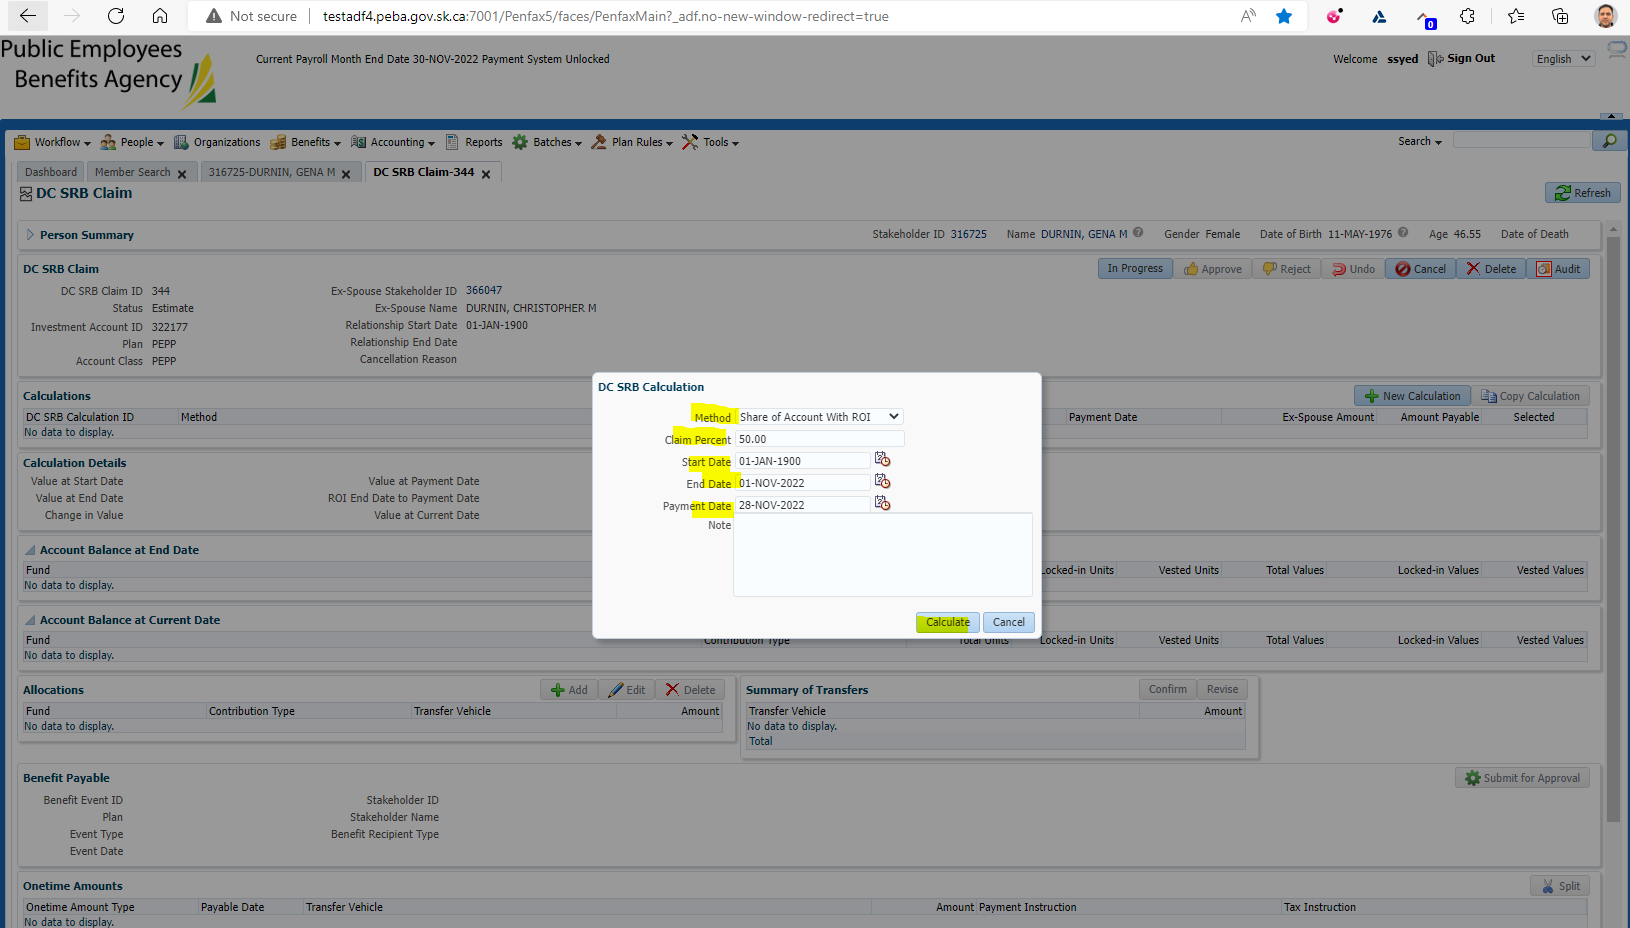 Not secure
testadf4.peba.gov.sk.ca:7001/Penfax5/faces/PenfaxMain?_adf.no-new-window-redirect=true
0
Public Employees
Benefits Agency
Current Payroll Month End Date 30-NOV-2022 Payment System Unlocked
Welcome ssyed Sign Out English
Workflow People Organizations Benefits Accounting Reports Batches Plan Rules Tools Search
Dashboard Member Search 316725-DURNIN, GENA M DC SRB Claim-344
DC SRB Claim Refresh
Person Summary Stakeholder ID 316725 Name DURNIN, GENA M Gender Female Date of Birth 11-MAY-1976 Age 46.55 Date of Death
DC SRB Claim In Progress Approve Reject Undo Cancel Delete Audit
DC SRB Claim ID 344 Ex-Spouse Stakeholder ID 366047
Status Estimate Ex-Spouse Name DURNIN, CHRISTOPHER M
Investment Account ID 322177 Relationship Start Date 01-JAN-1900
Plan PEPP Relationship End Date
Account Class PEPP Cancellation Reason
Calculations New Calculation Copy Calculation
DC SRB Calculation ID Method Payment Date Ex-Spouse Amount Amount Payable Selected
No data to display.
Calculation Details
Value at Start Date Value at Payment Date
Value at End Date ROI End Date to Payment Date
Change in Value Value at Current Date
DC SRB Calculation
Method Share of Account With ROI
Claim Percent 50.00
Start Date 01-JAN-1900
End Date 01-NOV-2022
Payment Date 28-NOV-2022
Note
Calculate Cancel
Account Balance at End Date
Fund Locked-in Units Vested Units Total Values Locked-in Values Vested Values
No data to display.
Account Balance at Current Date
Fund Contribution Type Total Units Locked-in Units Vested Units Total Values Locked-in Values Vested Values
No data to display.
Allocations Add Edit Delete
Fund Contribution Type Transfer Vehicle Amount
No data to display.
Summary of Transfers Confirm Revise
Transfer Vehicle Amount
No data to display.
Total
Benefit Payable Submit for Approval
Benefit Event ID Stakeholder ID
Plan Stakeholder Name
Event Type Benefit Recipient Type
Event Date
Onetime Amounts Split
Onetime Amount Type Payable Date Transfer Vehicle Amount Payment Instruction Tax Instruction
No data to display.